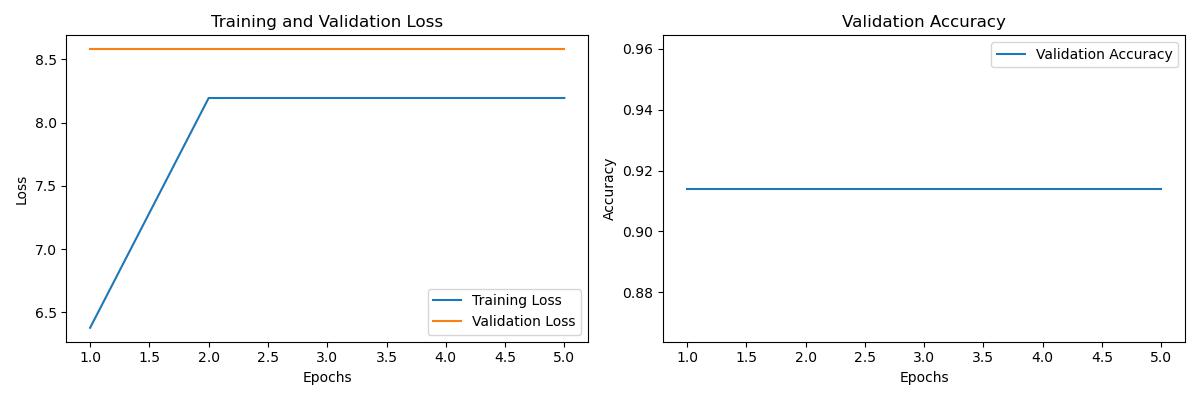 Training and Validation Loss
8.5
8.0
7.5
7.0
6.5
Loss
1.0 1.5 2.0 2.5 3.0 3.5 4.0 4.5 5.0
Epochs
Training Loss
Validation Loss
Validation Accuracy
0.96
0.94
0.92
0.90
0.88
Accuracy
1.0 1.5 2.0 2.5 3.0 3.5 4.0 4.5 5.0
Epochs
Validation Accuracy